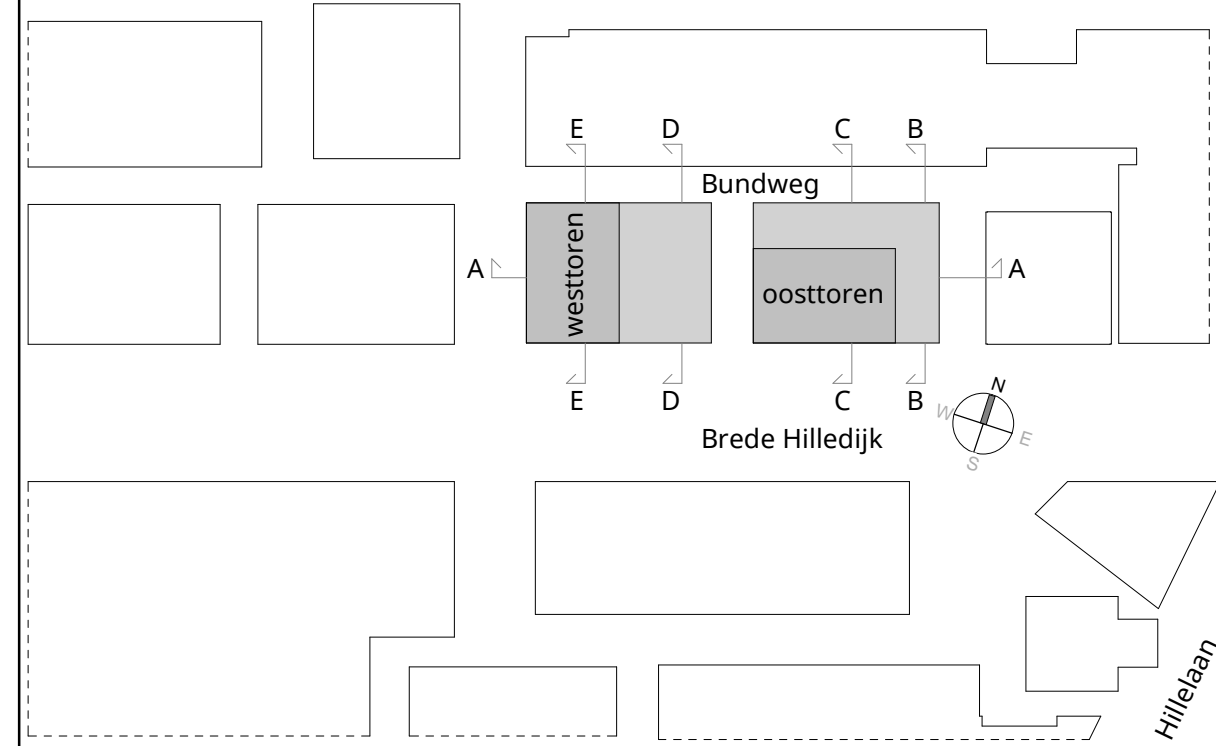 E D C B
Bundweg
westtoren
oosttoren
A A
E D C B
N
W
E
S
Brede Hilledijk
Hillelaan